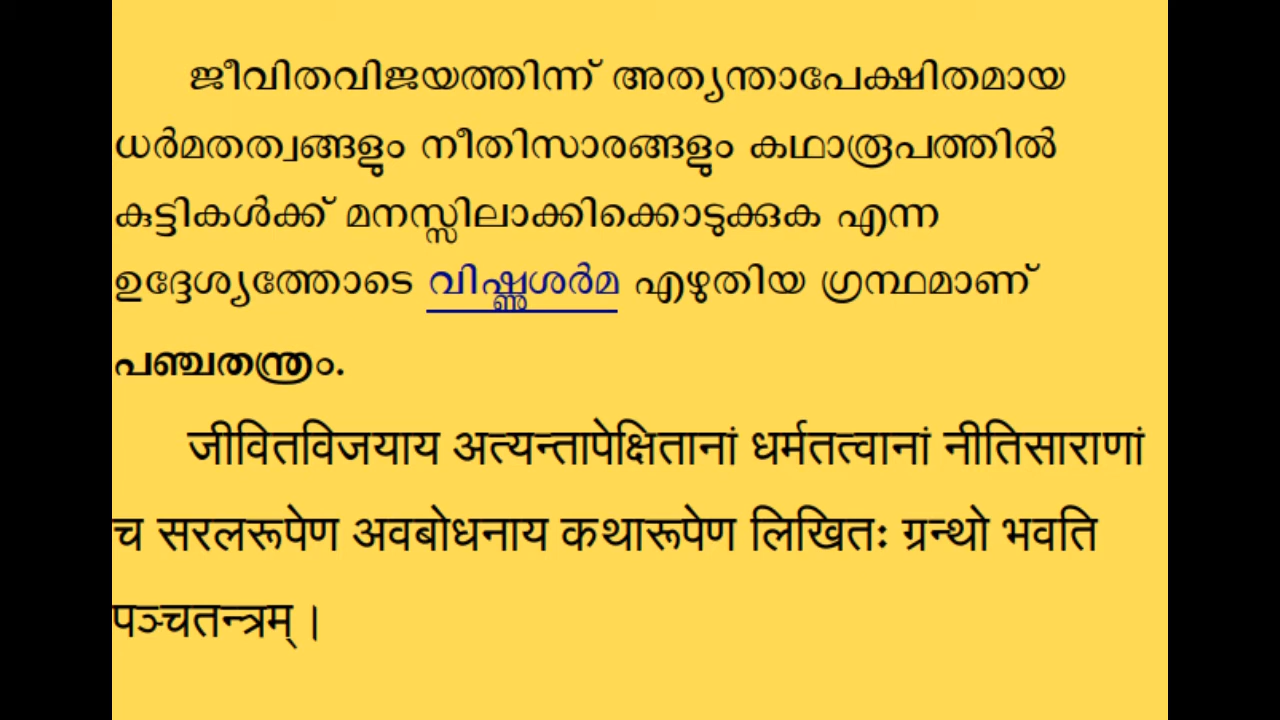 ജീവിതവിജയത്തിന്ന് അത്യന്താപേക്ഷിതമായ
ധർമതത്വങ്ങളും നീതിസാരങ്ങളും കഥാരൂപത്തിൽ
കുട്ടികൾക്ക് മനസ്സിലാക്കിക്കൊടുക്കുക എന്ന
ഉദ്ദേശ്യത്തോടെ വിഷ്ണുശർമ എഴുതിയ ഗ്രന്ഥമാണ്
പഞ്ചതന്ത്രം.
जीवितविजयाय अत्यन्तापेक्षितानां धर्मतत्वानां नीतिसाराणां
च सरलरूपेण अवबोधनाय कथारूपेण लिखितः ग्रन्थो भवति
पञ्चतन्त्रम् ।